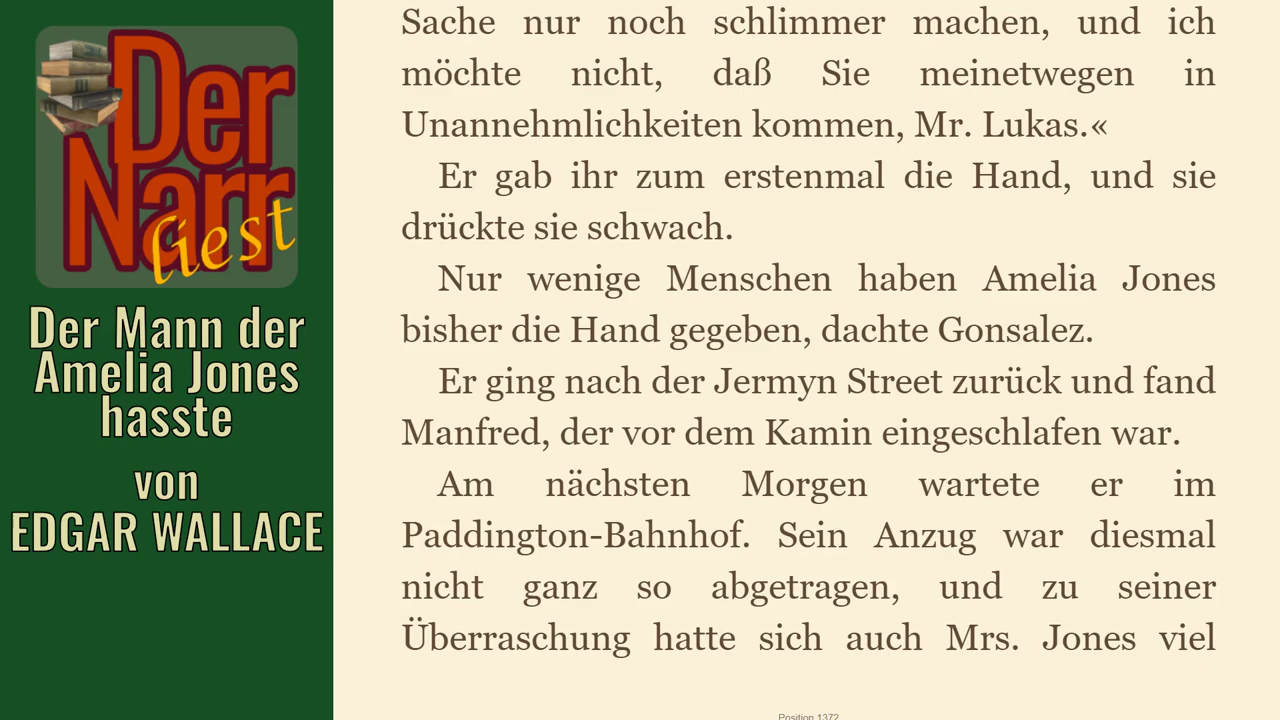 Der
Narr
liest
Der Mann der
Amelia Jones
hasste
von
EDGAR WALLACE
Sache nur noch schlimmer machen, und ich
möchte nicht, daß Sie meinetwegen in
Unannehmlichkeiten kommen, Mr. Lukas.«
Er gab ihr zum erstenmal die Hand, und sie
drückte sie schwach.
Nur wenige Menschen haben Amelia Jones
bisher die Hand gegeben, dachte Gonsalez.
Er ging nach der Jermyn Street zurück und fand
Manfred, der vor dem Kamin eingeschlafen war.
Am nächsten Morgen wartete er im
Paddington-Bahnhof. Sein Anzug war diesmal
nicht ganz so abgetragen, und zu seiner
Überraschung hatte sich auch Mrs. Jones viel
Position 1372